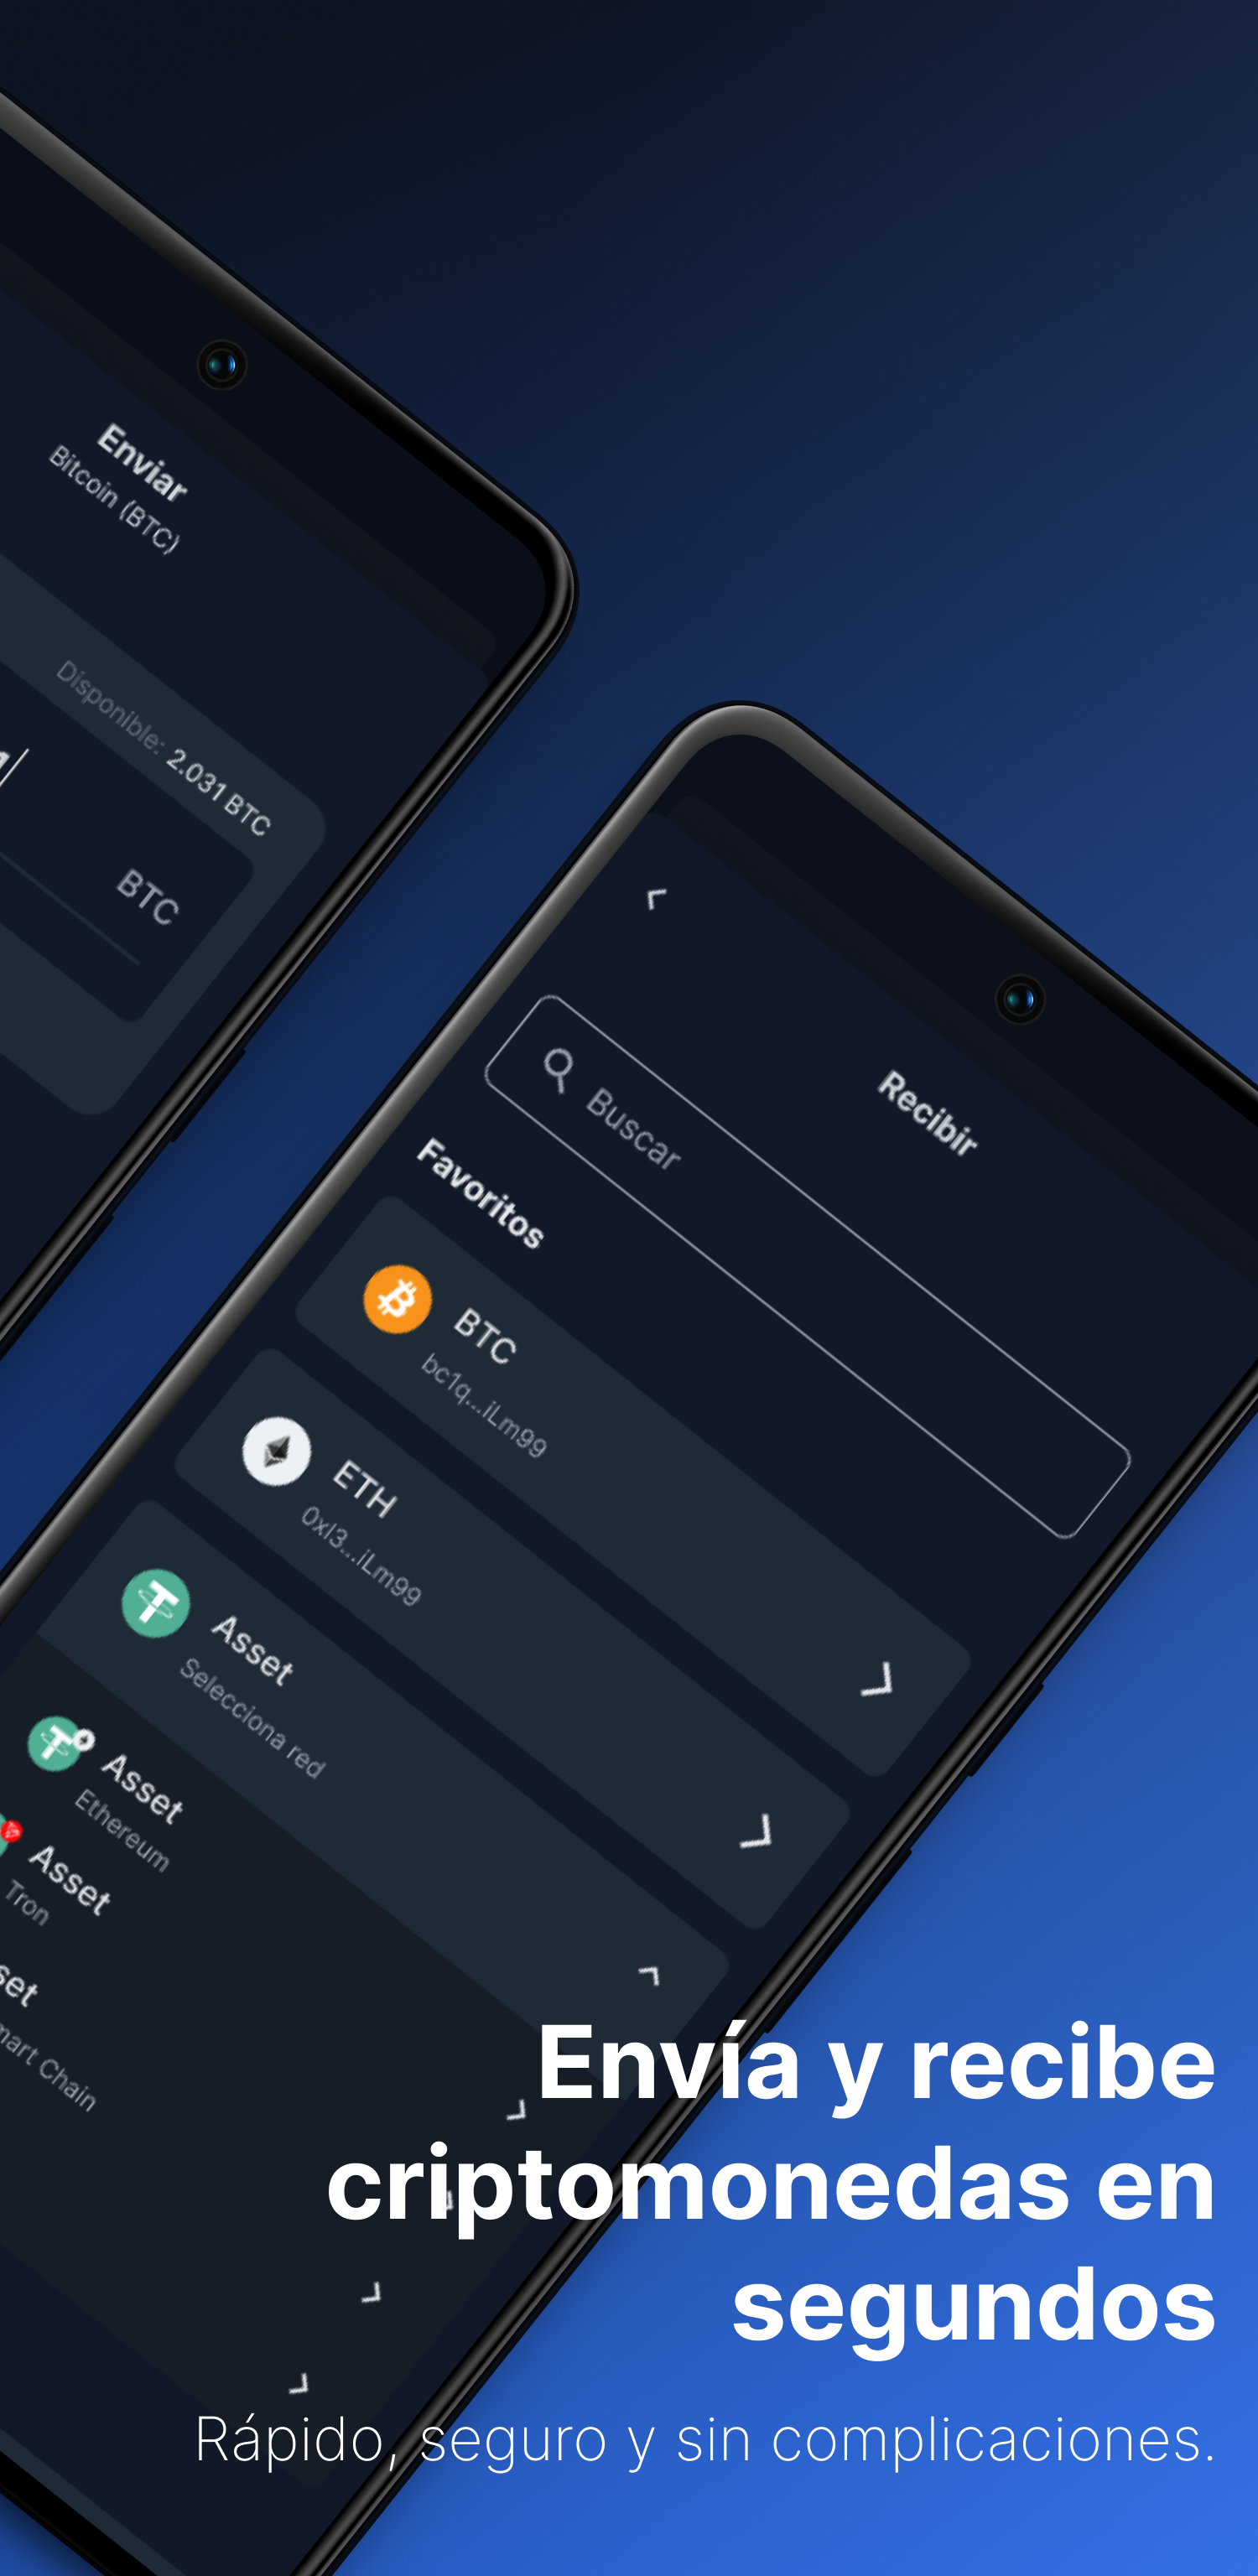 Enviar
Bitcoin (BTC)
Disponible: 2.031 BTC
1
BTC
Recibir
Buscar
Favoritos
BTC
bc1q...iLm99
ETH
0xl3...iLm99
Asset
Selecciona red
Asset
Ethereum
Asset
Tron
set
mart Chain
Envía y recibe
criptomonedas en
segundos
Rápido, seguro y sin complicaciones.